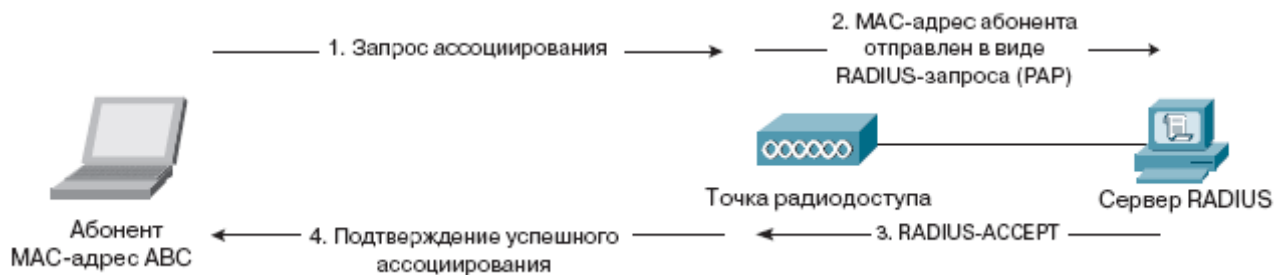 1. Запрос ассоциирования
2. MAC-адрес абонента
отправлен в виде
RADIUS-запроса (PAP)
Точка радиодоступа
Сервер RADIUS
Абонент
MAC-адрес ABC
4. Подтверждение успешного
ассоциирования
3. RADIUS-ACCEPT